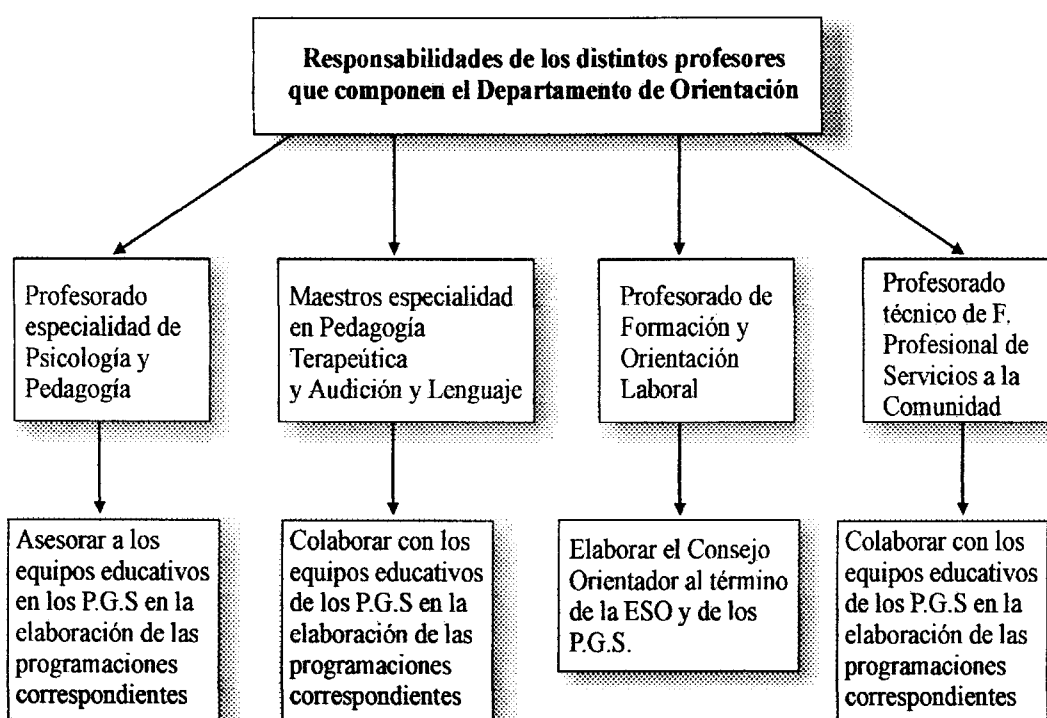 Responsabilidades de los distintos profesores
que componen el Departamento de Orientación
Profesorado
especialidad de
Psicología y
Pedagogía
Maestros especialidad
en Pedagogía
Terapeútica
y Audición y Lenguaje
Profesorado de
Formación y
Orientación
Laboral
Profesorado
técnico de F.
Profesional de
Servicios a la
Comunidad
Asesorar a los
equipos educativos
en los P.G.S en la
elaboración de las
programaciones
correspondientes
Colaborar con los
equipos educativos
de los P.G.S en la
elaboración de las
programaciones
correspondientes
Elaborar el Consejo
Orientador al término
de la ESO y de los
P.G.S.
Colaborar con los
equipos educativos
de los P.G.S en la
elaboración de las
programaciones
correspondientes